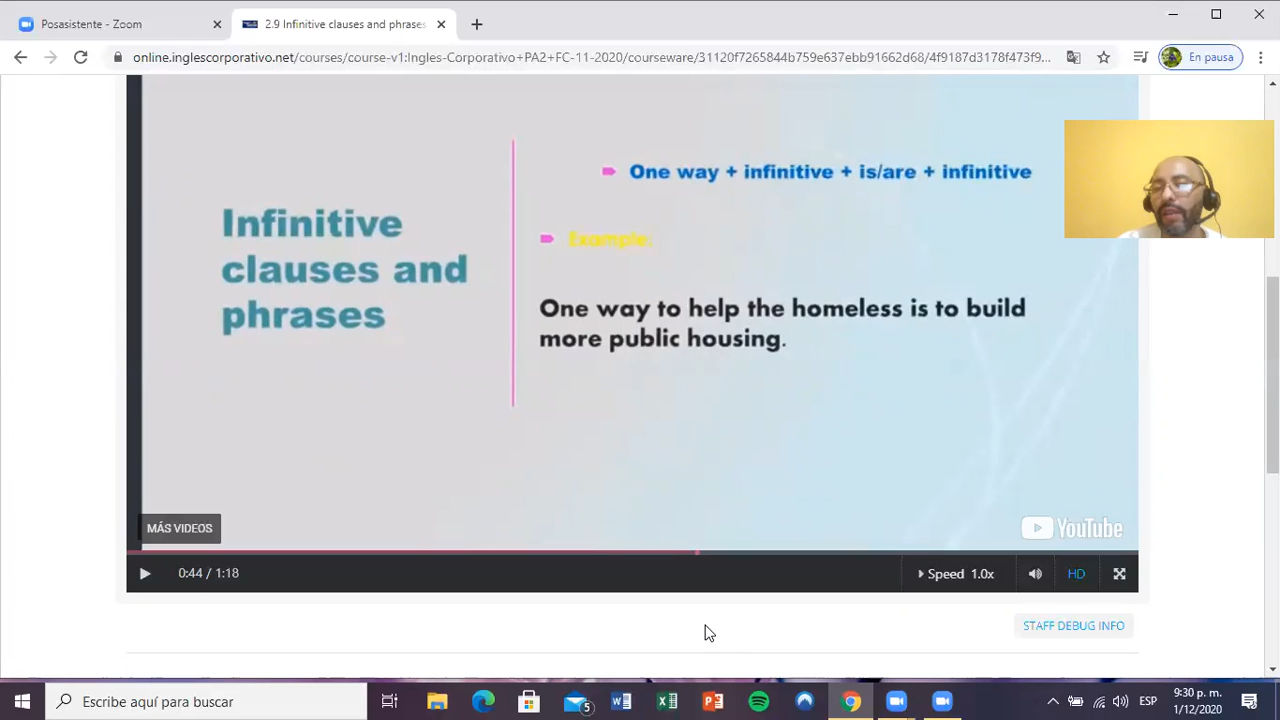 Posasistente - Zoom
2.9 Infinitive clauses and phrases
online.inglescorporativo.net/courses/course-v1:Ingles-Corporativo+PA2+FC-11-2020/courseware/31120f7265844b759e637ebb91662d68/4f9187d3178f473f9...
En pausa
Infinitive
clauses and
phrases
One way + infinitive + is/are + infinitive
Example:
One way to help the homeless is to build
more public housing.
MÁS VIDEOS
YouTube
0:44 / 1:18
Speed 1.0x
HD
STAFF DEBUG INFO
Escribe aquí para buscar
5
ESP
9:30 p. m.
1/12/2020